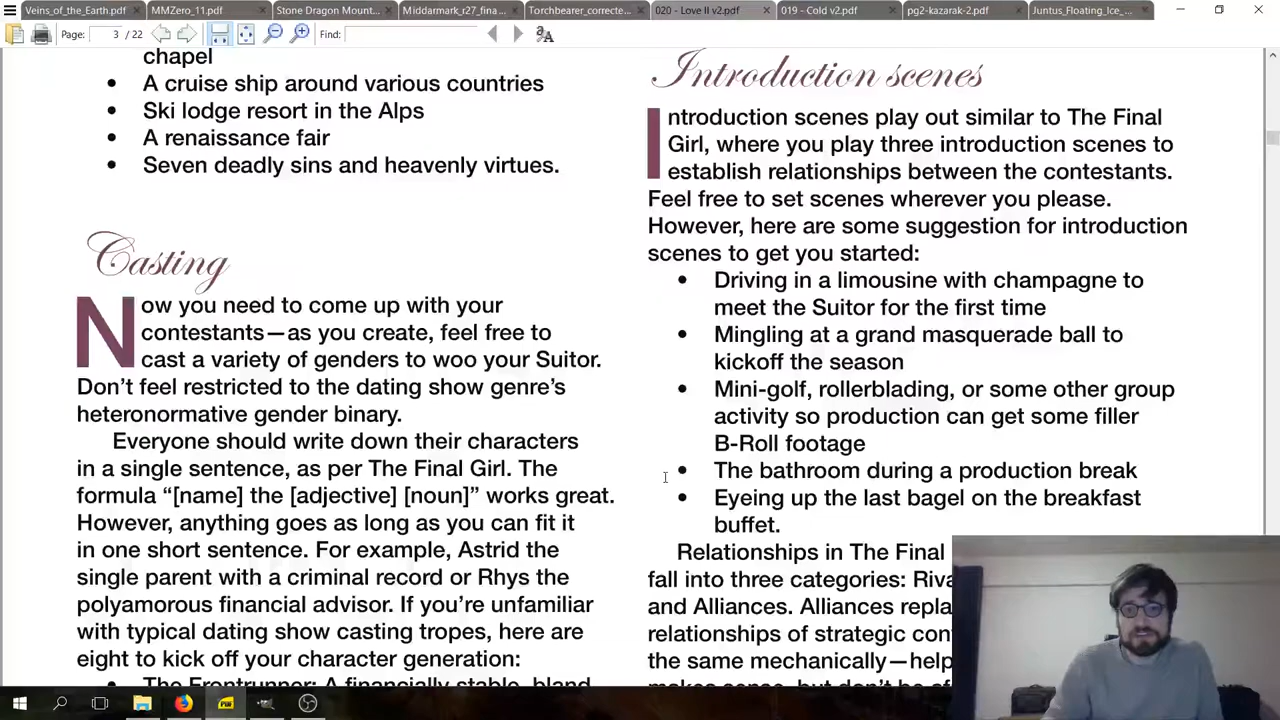 Veins_of_the_Earth.pdf
MMZero_11.pdf
Stone Dragon Mount...
Middarmark_r27_fina...
Torchbearer_correcte...
020 - Love II v2.pdf
019 - Cold v2.pdf
pg2-kazarak-2.pdf
Juntus_Floating_Ice_...
Page: 3 / 22
Find:
chapel
• A cruise ship around various countries
• Ski lodge resort in the Alps
• A renaissance fair
• Seven deadly sins and heavenly virtues.
Casting
Now you need to come up with your
contestants—as you create, feel free to
cast a variety of genders to woo your Suitor.
Don't feel restricted to the dating show genre's
heteronormative gender binary.
Everyone should write down their characters
in a single sentence, as per The Final Girl. The
formula “[name] the [adjective] [noun]” works great.
However, anything goes as long as you can fit it
in one short sentence. For example, Astrid the
single parent with a criminal record or Rhys the
polyamorous financial advisor. If you're unfamiliar
with typical dating show casting tropes, here are
eight to kick off your character generation:
• The Frontrunner: A financially stable, bland
Introduction scenes
Introduction scenes play out similar to The Final
Girl, where you play three introduction scenes to
establish relationships between the contestants.
Feel free to set scenes wherever you please.
However, here are some suggestion for introduction
scenes to get you started:
• Driving in a limousine with champagne to
meet the Suitor for the first time
• Mingling at a grand masquerade ball to
kickoff the season
• Mini-golf, rollerblading, or some other group
activity so production can get some filler
B-Roll footage
• The bathroom during a production break
• Eyeing up the last bagel on the breakfast
buffet.
Relationships in The Final
fall into three categories:
and Alliances. Alliances
relationships of strategic
the same mechanically—
makes sense, but don't be